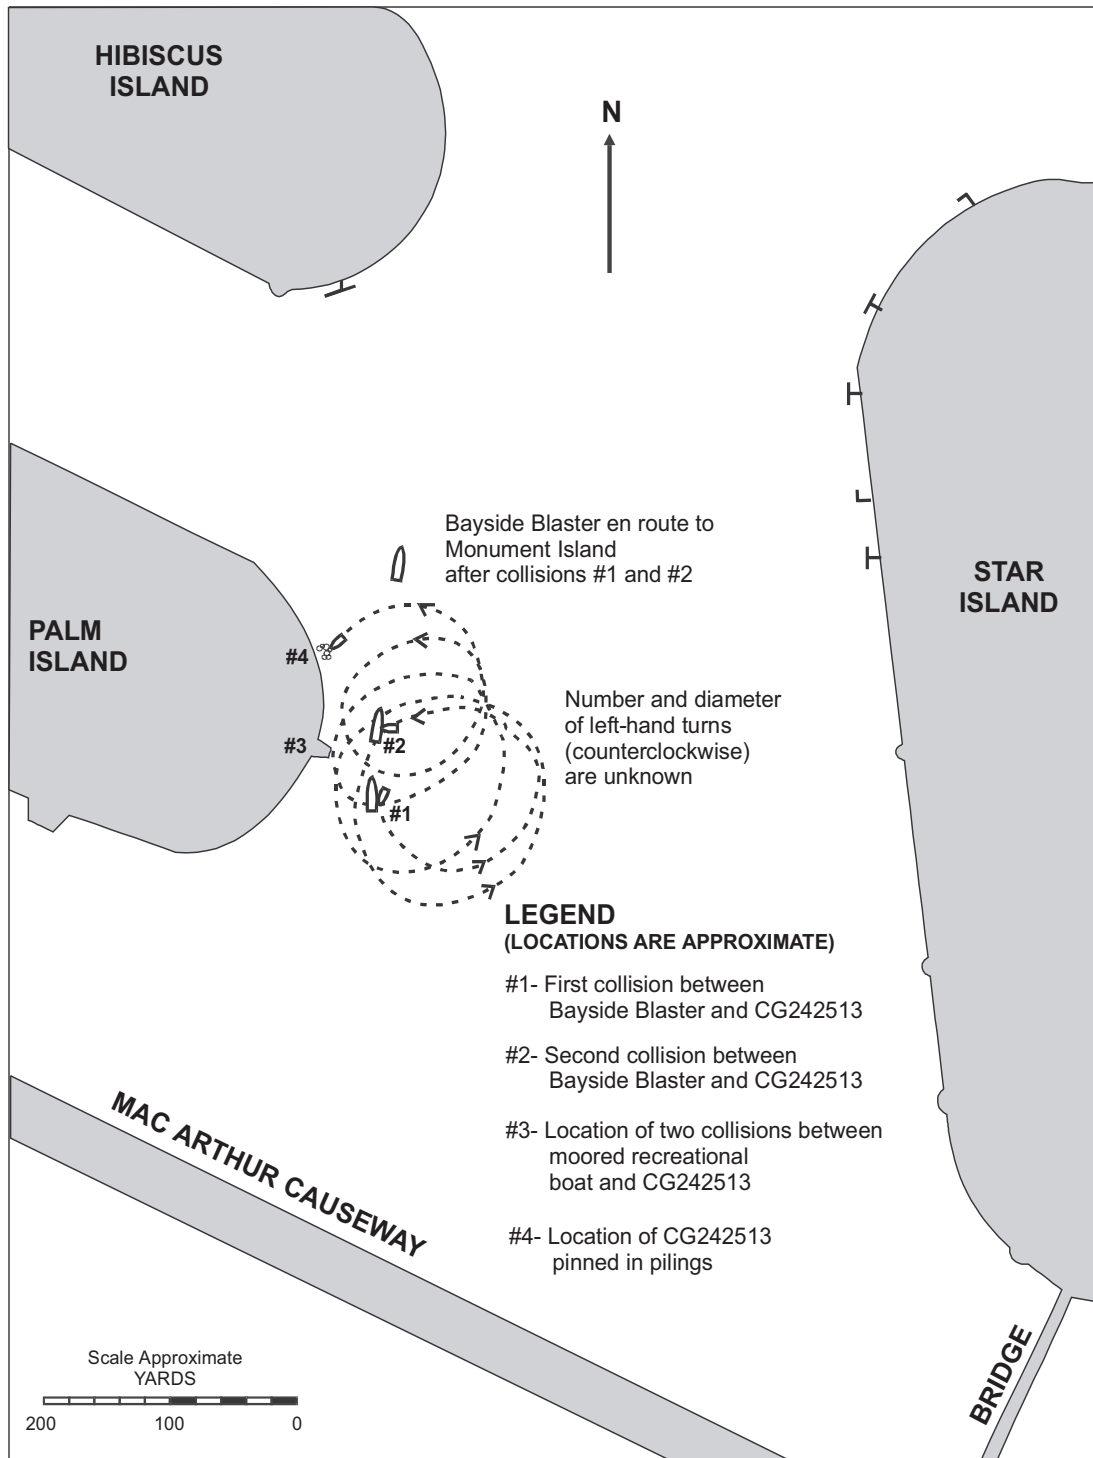 HIBISCUS
ISLAND
N
Bayside Blaster en route to
Monument Island
after collisions #1 and #2
STAR
ISLAND
PALM
ISLAND
#4
Number and diameter
of left-hand turns
(counterclockwise)
are unknown
#3
#2
#1
LEGEND
(LOCATIONS ARE APPROXIMATE)
#1- First collision between
Bayside Blaster and CG242513
#2- Second collision between
Bayside Blaster and CG242513
#3- Location of two collisions between
moored recreational
boat and CG242513
#4- Location of CG242513
pinned in pilings
MAC ARTHUR CAUSEWAY
BRIDGE
Scale Approximate
YARDS
200 100 0